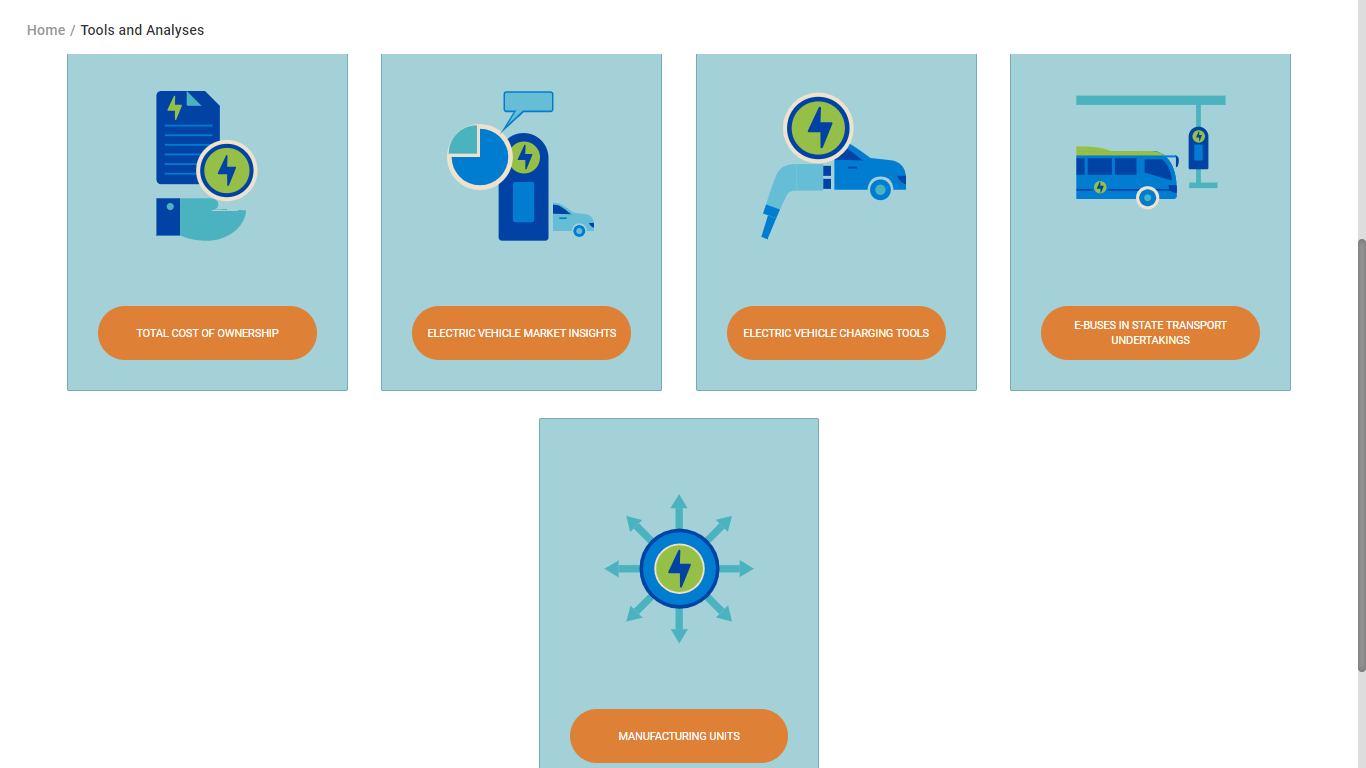 Home / Tools and Analyses
TOTAL COST OF OWNERSHIP
ELECTRIC VEHICLE MARKET INSIGHTS
ELECTRIC VEHICLE CHARGING TOOLS
E-BUSES IN STATE TRANSPORT
UNDERTAKINGS
MANUFACTURING UNITS